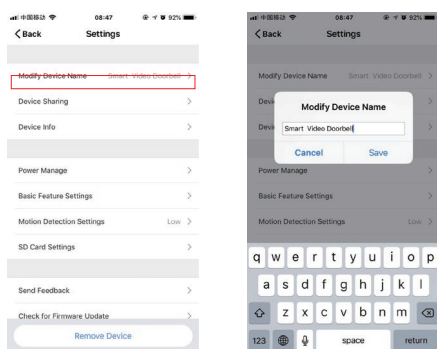 中国移动 08:47 92%
Back Settings
Modify Device Name Smart Video Doorbell
Device Sharing
Device Info
Power Manage
Basic Feature Settings
Motion Detection Settings Low
SD Card Settings
Send Feedback
Check for Firmware Update
Remove Device
中国移动 08:47 92%
Back Settings
Modify Device Name Smart Video Doorbell
Modify Device Name
Smart Video Doorbell
Cancel Save
Power Manage
Basic Feature Settings
Motion Detection Settings Low
q w e r t y u i o p
a s d f g h j k l
z x c v b n m
123 space return